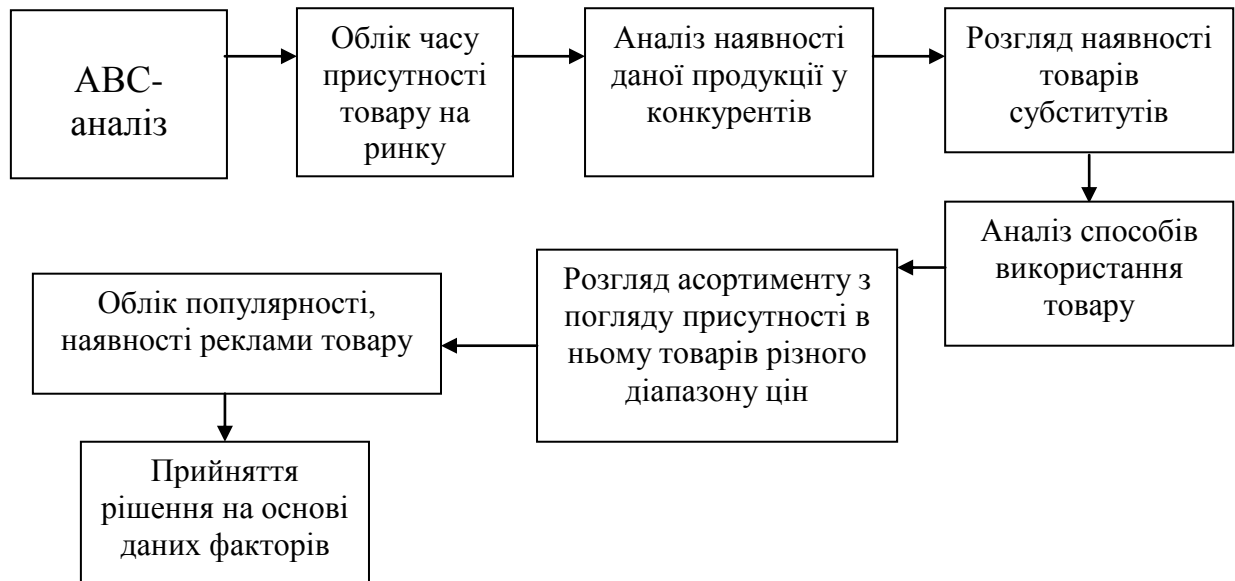 АВС-
аналіз
Облік часу
присутності
товару на
ринку
Аналіз наявності
даної продукції у
конкурентів
Розгляд наявності
товарів
субститутів
Аналіз способів
використання
товару
Розгляд асортименту з
погляду присутності в
ньому товарів різного
діапазону цін
Облік популярності,
наявності реклами товару
Прийняття
рішення на основі
даних факторів